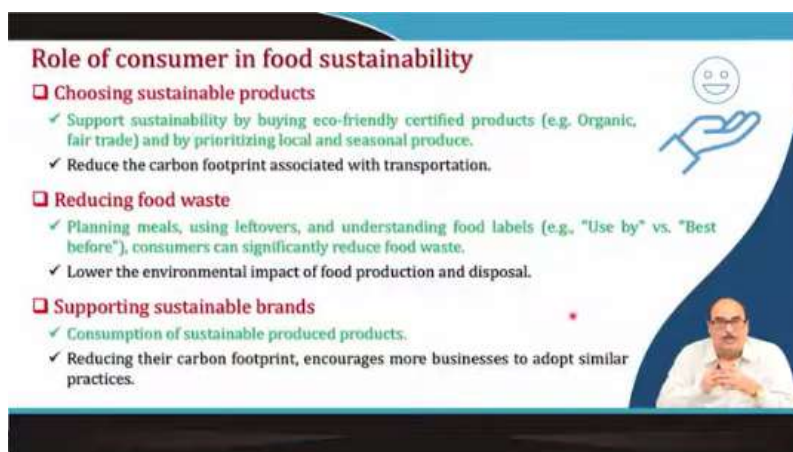 Role of consumer in food sustainability
❑ Choosing sustainable products
✓ Support sustainability by buying eco-friendly certified products (e.g. Organic,
fair trade) and by prioritizing local and seasonal produce.
✓ Reduce the carbon footprint associated with transportation.
❑ Reducing food waste
✓ Planning meals, using leftovers, and understanding food labels (e.g., "Use by" vs. "Best
before"), consumers can significantly reduce food waste.
✓ Lower the environmental impact of food production and disposal.
❑ Supporting sustainable brands
✓ Consumption of sustainable produced products.
✓ Reducing their carbon footprint, encourages more businesses to adopt similar
practices.